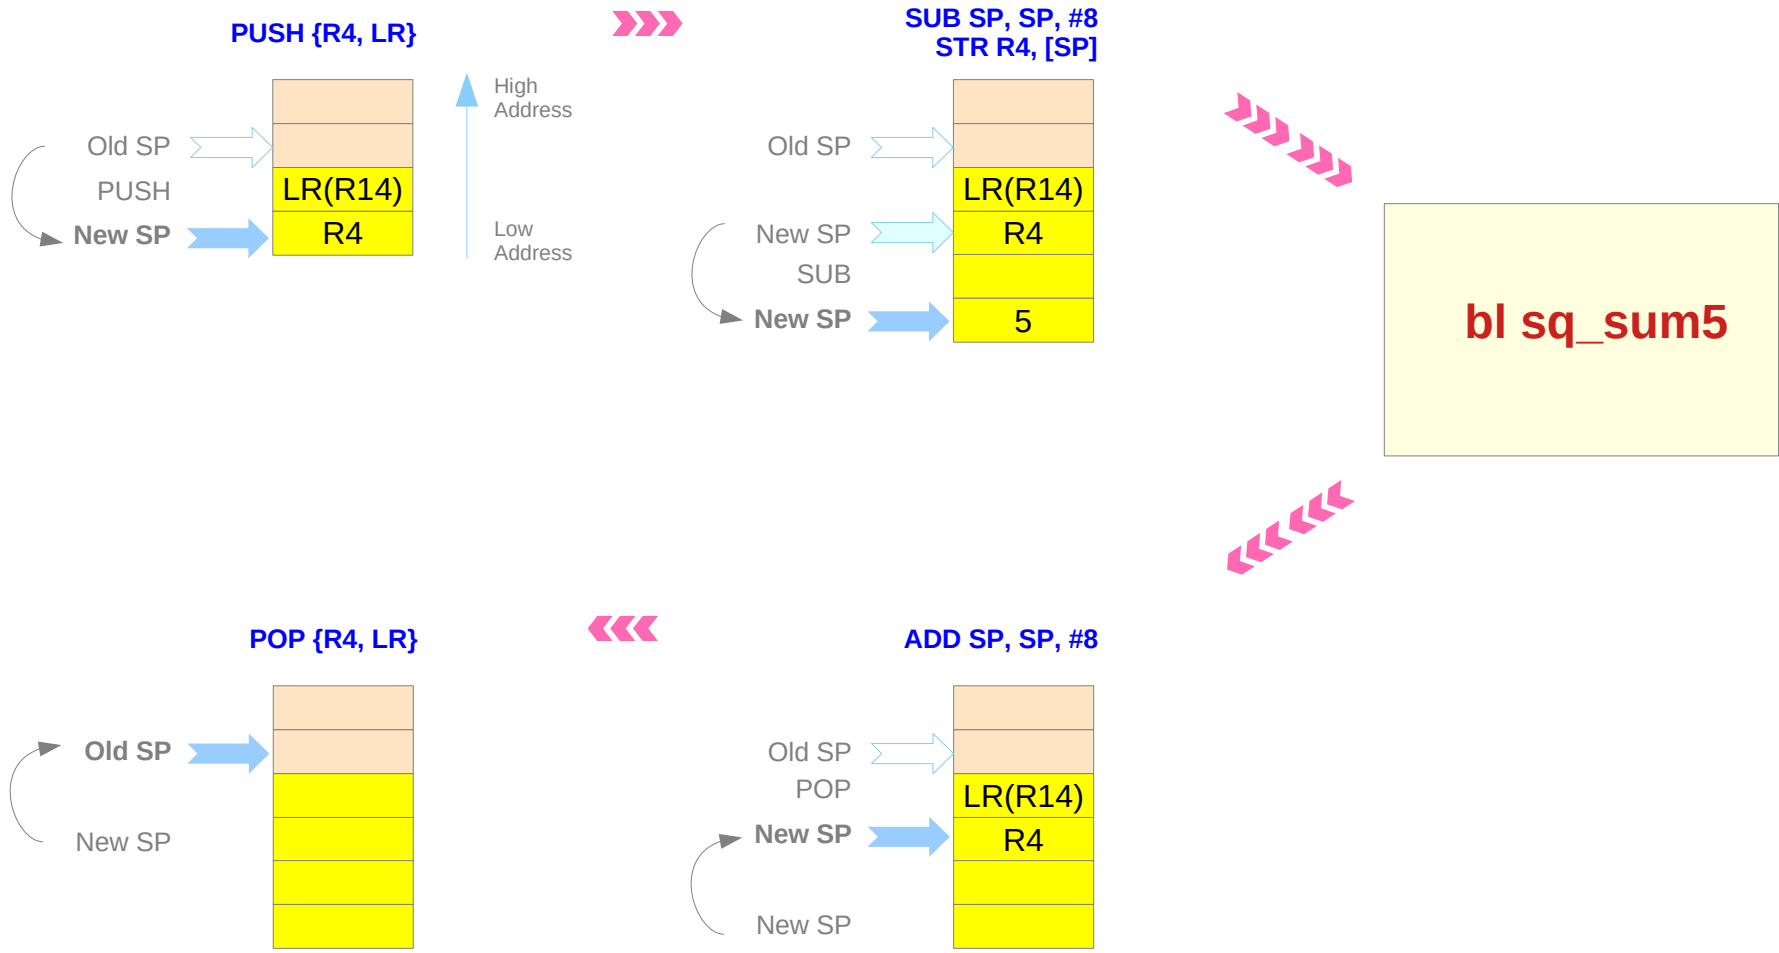 PUSH {R4, LR}
High
Address
Old SP
PUSH
LR(R14)
New SP
R4
Low
Address
SUB SP, SP, #8
STR R4, [SP]
Old SP
LR(R14)
New SP
R4
SUB
New SP
5
bl sq_sum5
POP {R4, LR}
Old SP
New SP
ADD SP, SP, #8
Old SP
POP
LR(R14)
New SP
R4
New SP